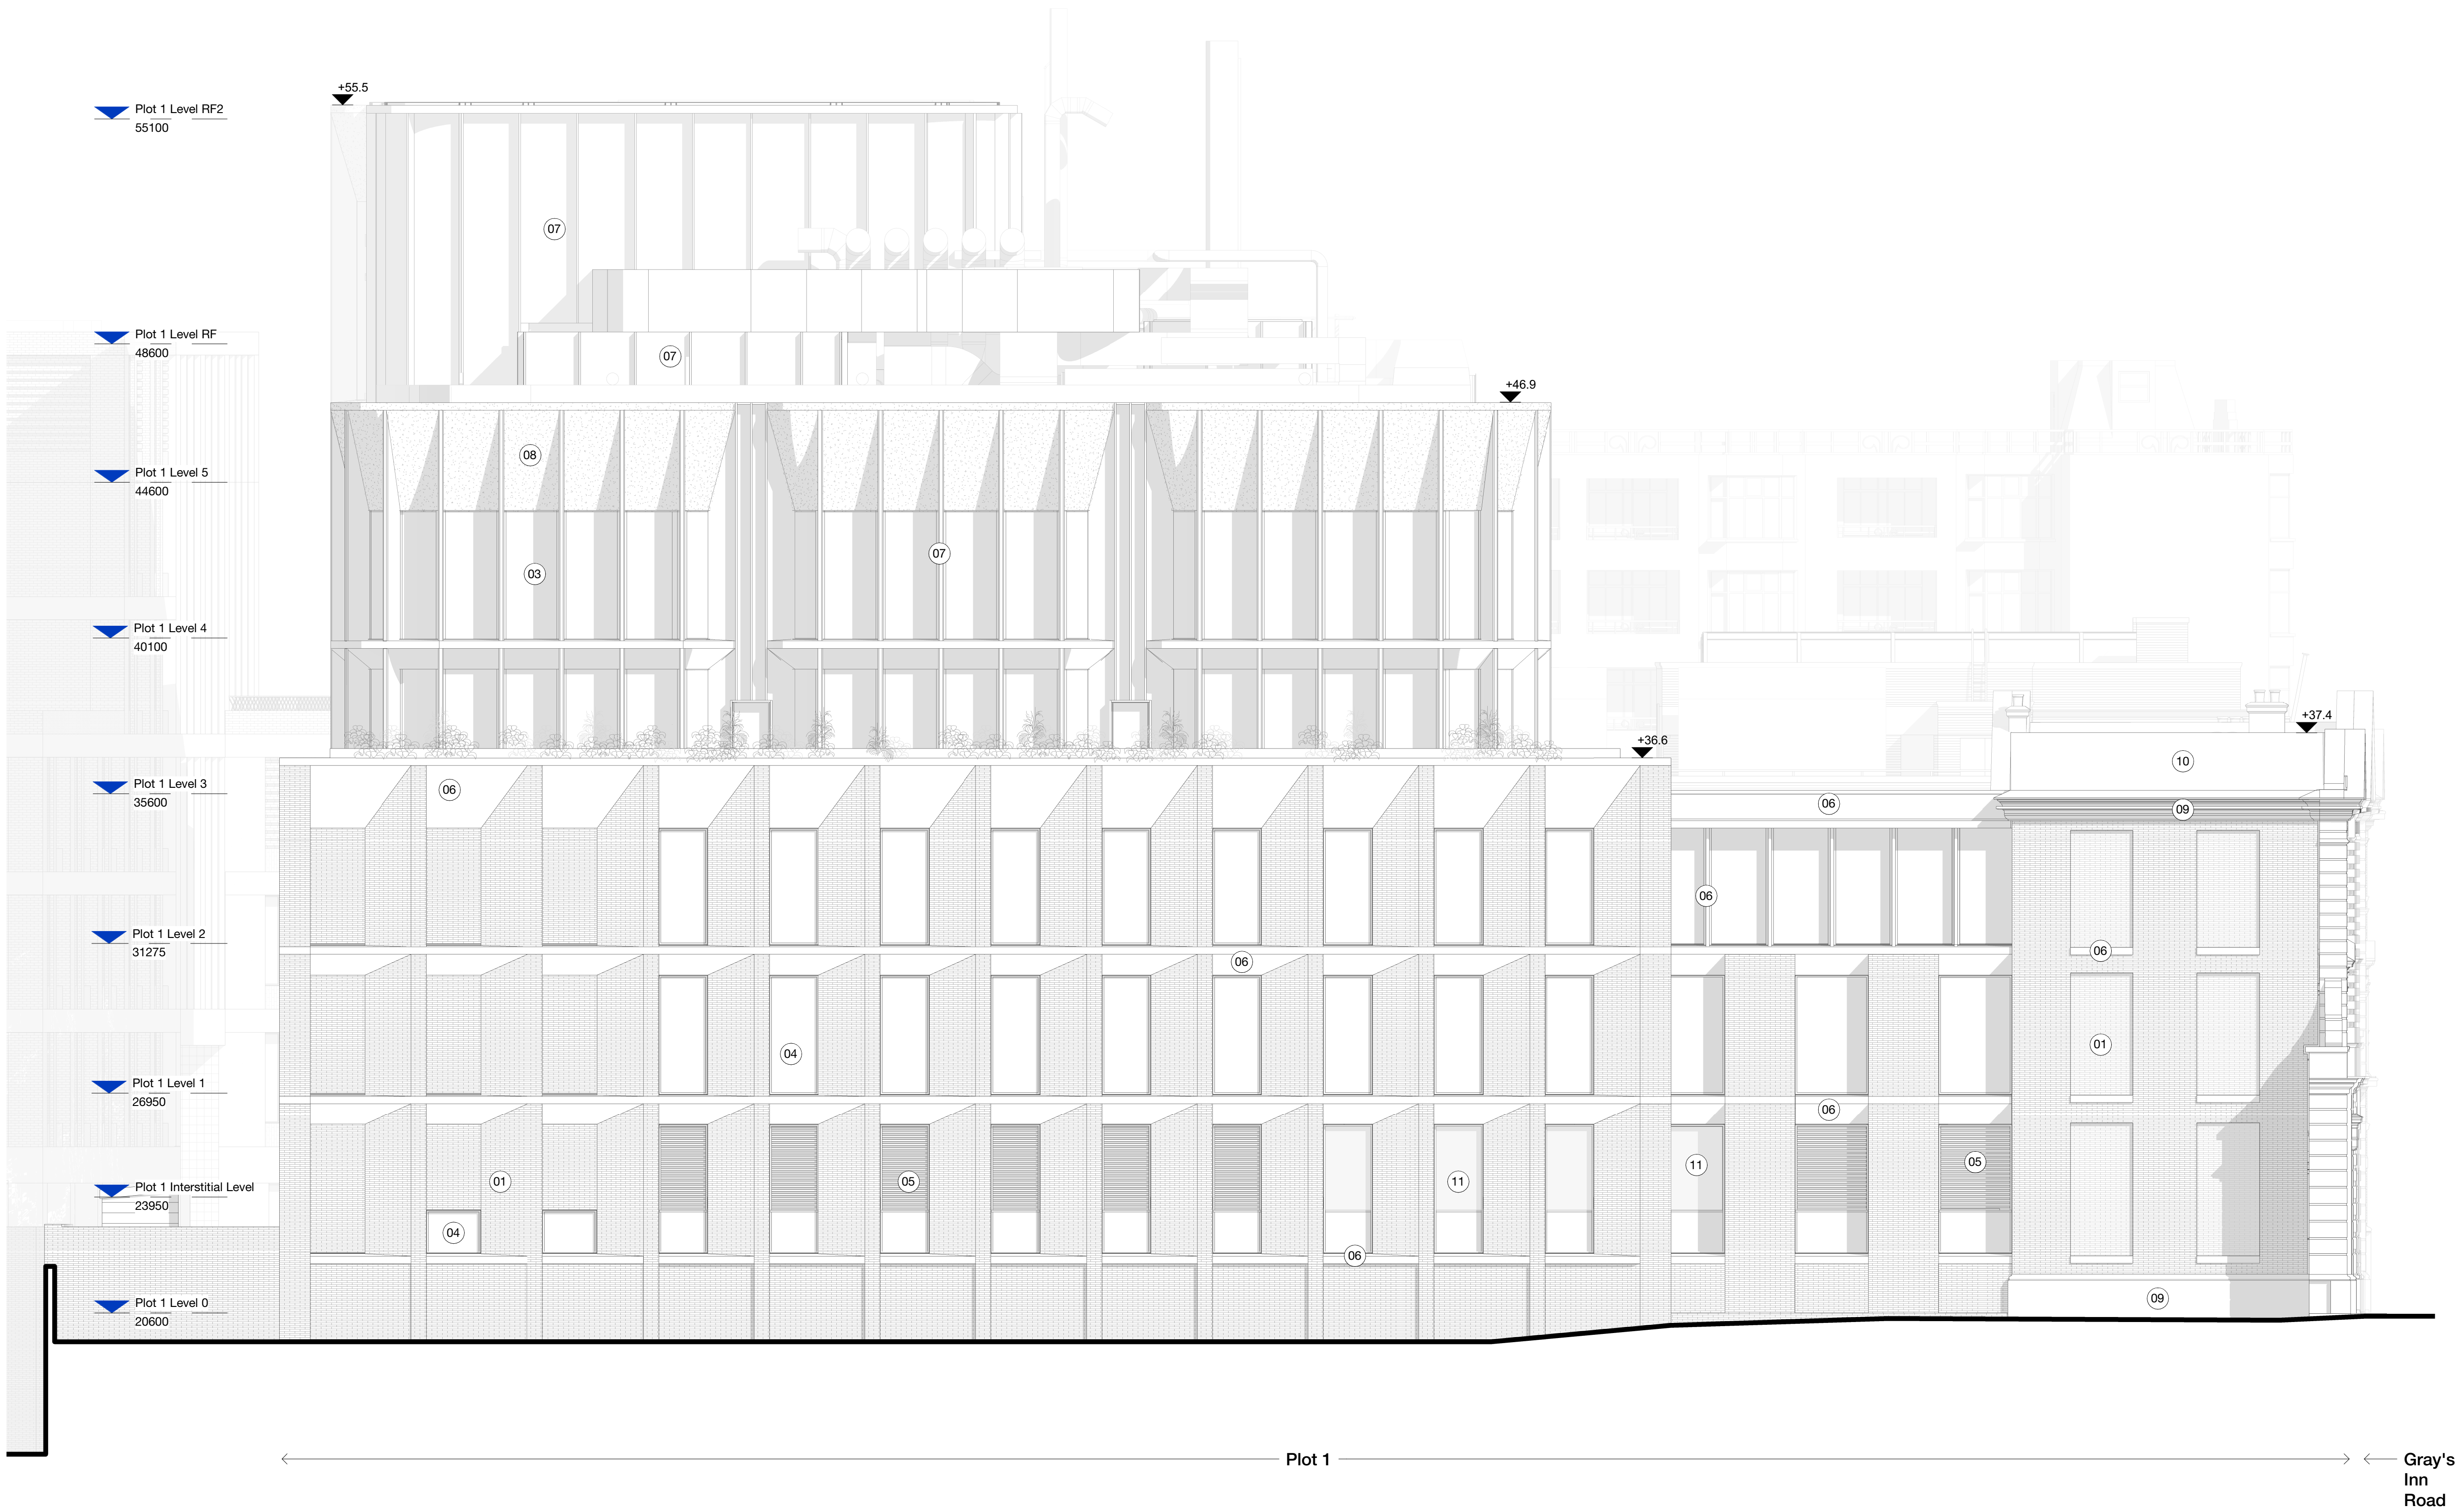 +55.5
Plot 1 Level RF2
55100
07
Plot 1 Level RF
48600
07
+46.9
08
Plot 1 Level 5
44600
07
03
Plot 1 Level 4
40100
+37.4
+36.6
10
Plot 1 Level 3
35600
06
06
09
06
Plot 1 Level 2
31275
06
06
04
01
Plot 1 Level 1
26950
06
05
11
11
01
05
Plot 1 Interstitial Level
23950
04
06
Plot 1 Level 0
20600
09
Plot 1
Gray's
Inn
Road